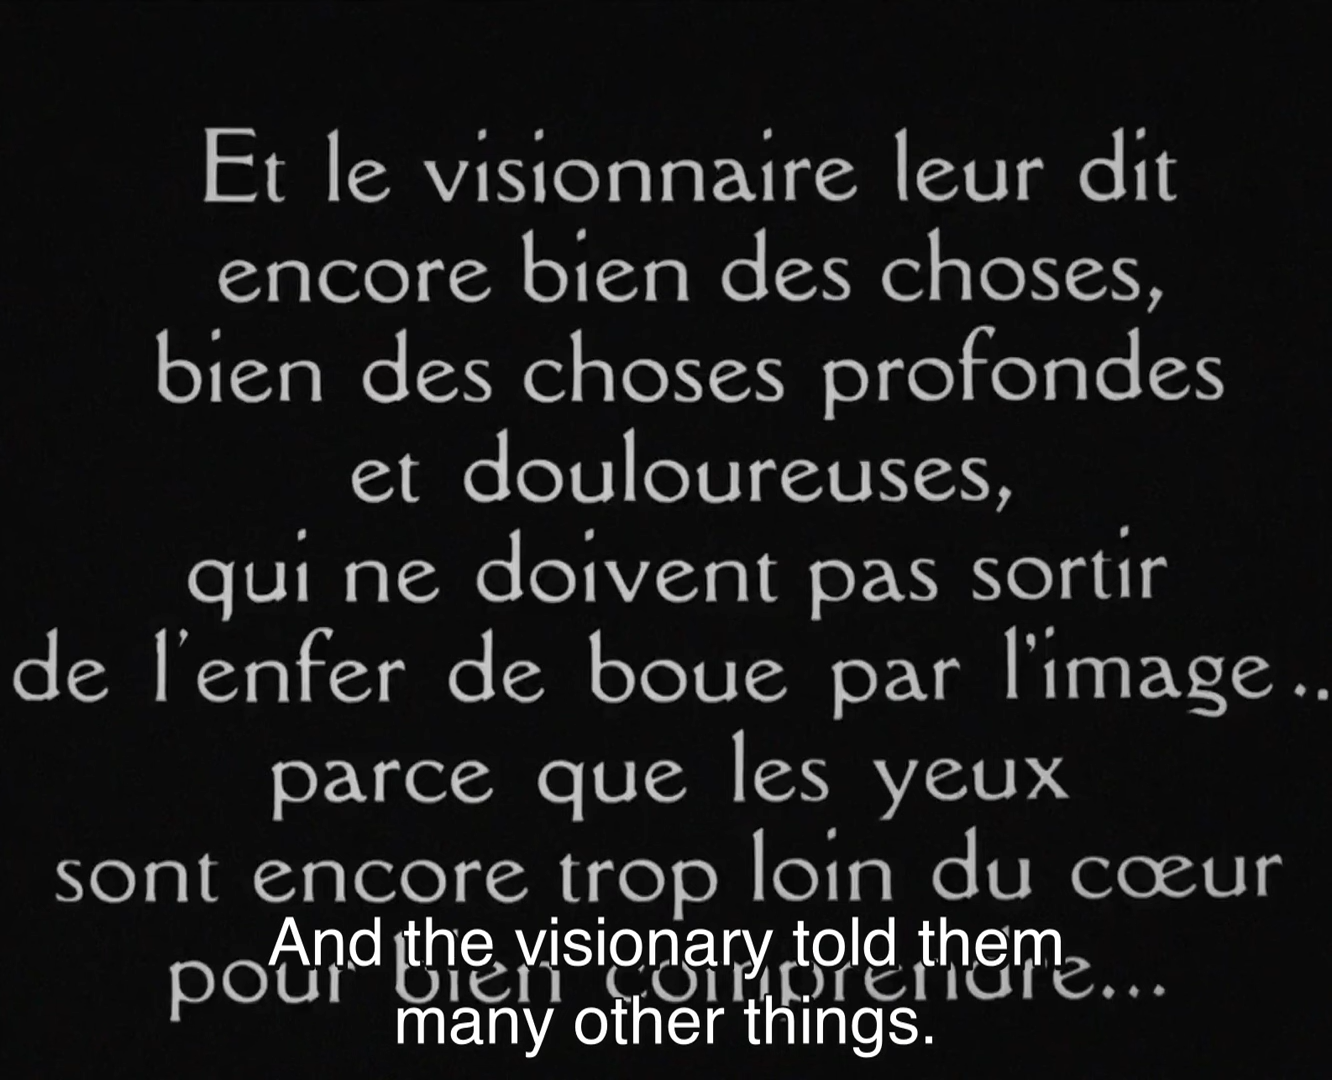 Et le visionnaire leur dit
encore bien des choses,
bien des choses profondes
et douloureuses,
qui ne doivent pas sortir
de l'enfer de boue par l'image..
parce que les yeux
sont encore trop loin du cœur
pour bien comprendre...
And the visionary told them
many other things.